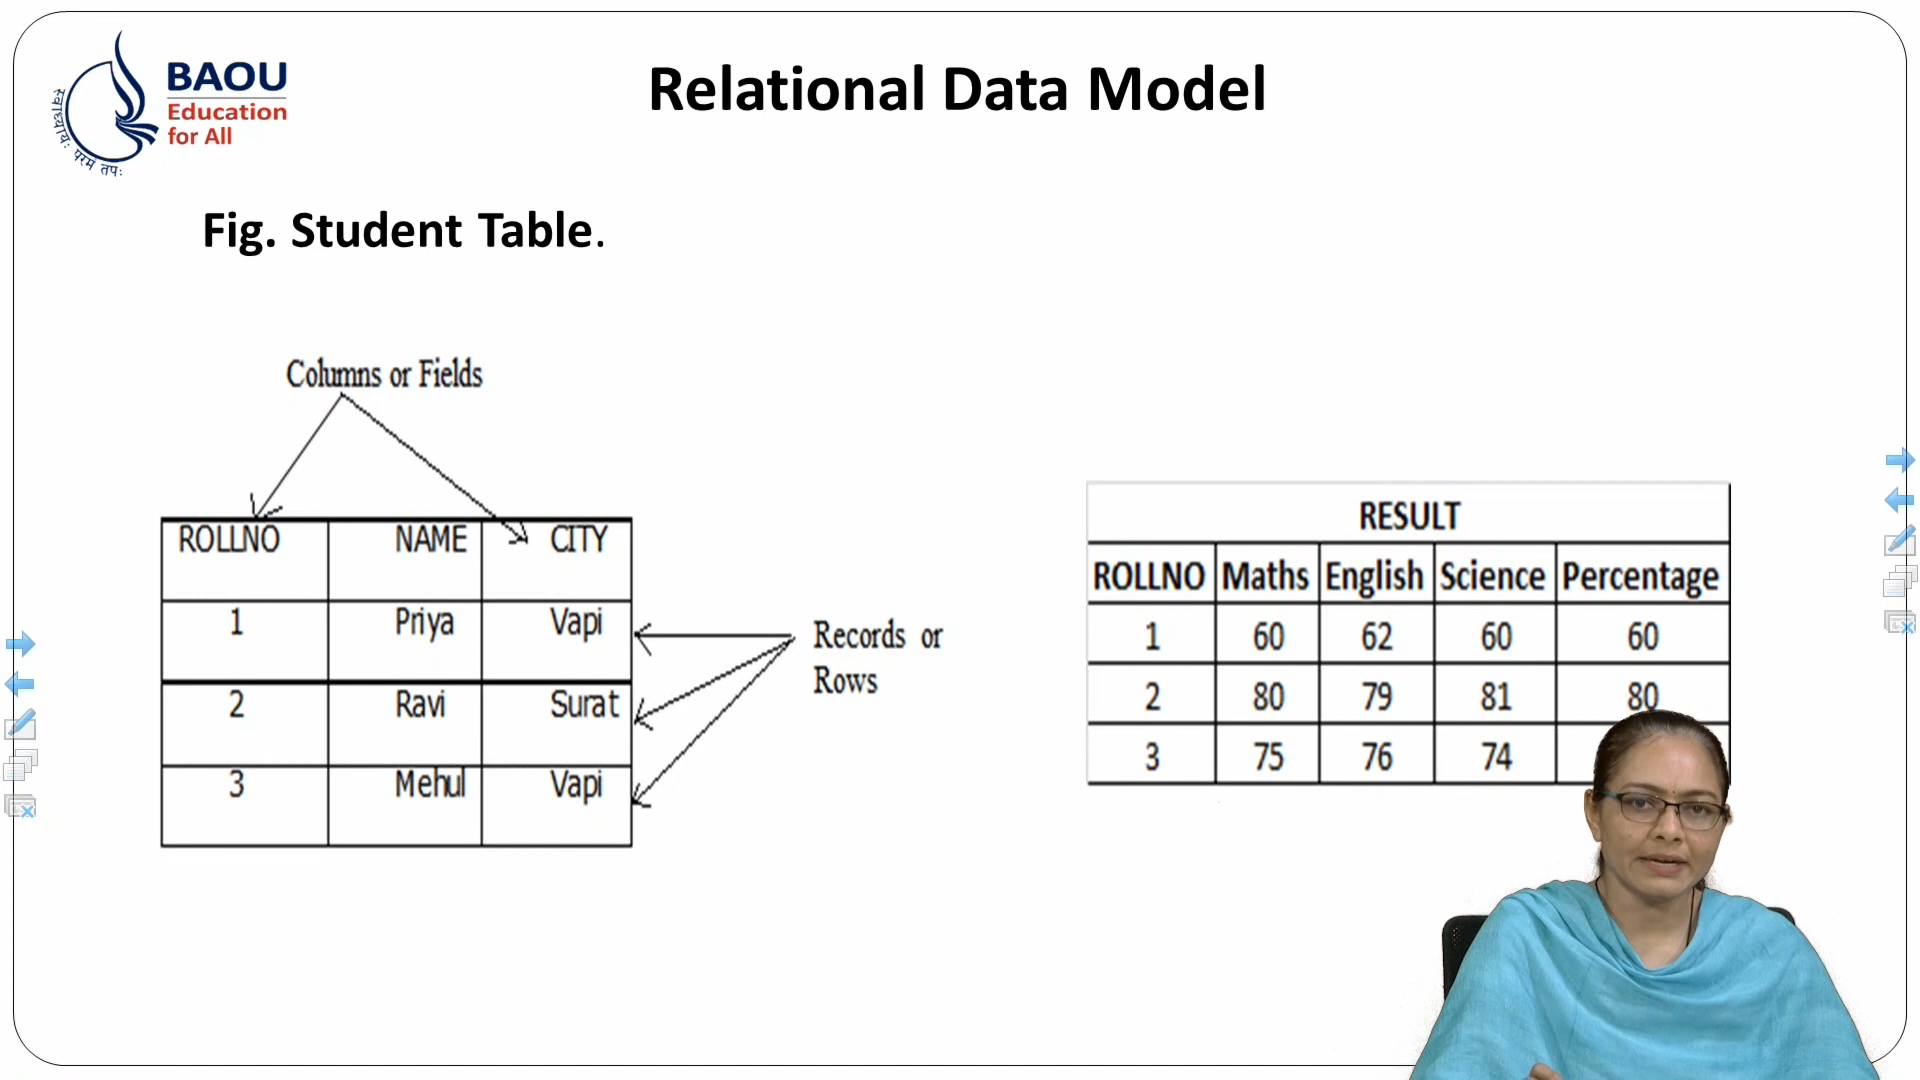 BAOU
Education
for All
स्वाध्यायः परमं तपः
Relational Data Model
Fig. Student Table.
Columns or Fields
ROLLNO NAME CITY
1 Priya Vapi
2 Ravi Surat
3 Mehul Vapi
Records or
Rows
RESULT
ROLLNO Maths English Science Percentage
1 60 62 60 60
2 80 79 81 80
3 75 76 74